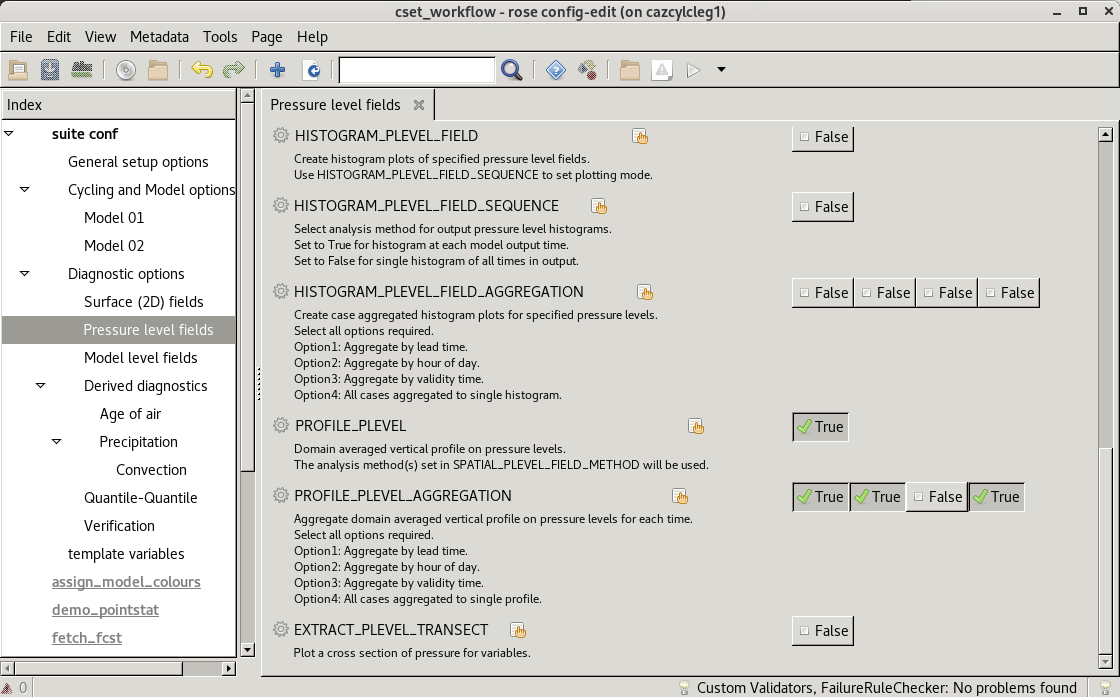 cset_workflow - rose config-edit (on cazcylcleg1)
File Edit View Metadata Tools Page Help
Index
suite conf
General setup options
Cycling and Model options
Model 01
Model 02
Diagnostic options
Surface (2D) fields
Pressure level fields
Model level fields
Derived diagnostics
Age of air
Precipitation
Convection
Quantile-Quantile
Verification
template variables
assign_model_colours
demo_pointstat
fetch_fcst
0
Pressure level fields
HISTOGRAM_PLEVEL_FIELD False
Create histogram plots of specified pressure level fields.
Use HISTOGRAM_PLEVEL_FIELD_SEQUENCE to set plotting mode.
HISTOGRAM_PLEVEL_FIELD_SEQUENCE False
Select analysis method for output pressure level histograms.
Set to True for histogram at each model output time.
Set to False for single histogram of all times in output.
HISTOGRAM_PLEVEL_FIELD_AGGREGATION False False False False
Create case aggregated histogram plots for specified pressure levels.
Select all options required.
Option1: Aggregate by lead time.
Option2: Aggregate by hour of day.
Option3: Aggregate by validity time.
Option4: All cases aggregated to single histogram.
PROFILE_PLEVEL True
Domain averaged vertical profile on pressure levels.
The analysis method(s) set in SPATIAL_PLEVEL_FIELD_METHOD will be used.
PROFILE_PLEVEL_AGGREGATION True True False True
Aggregate domain averaged vertical profile on pressure levels for each time.
Select all options required.
Option1: Aggregate by lead time.
Option2: Aggregate by hour of day.
Option3: Aggregate by validity time.
Option4: All cases aggregated to single profile.
EXTRACT_PLEVEL_TRANSECT False
Plot a cross section of pressure for variables.
Custom Validators, FailureRuleChecker: No problems found